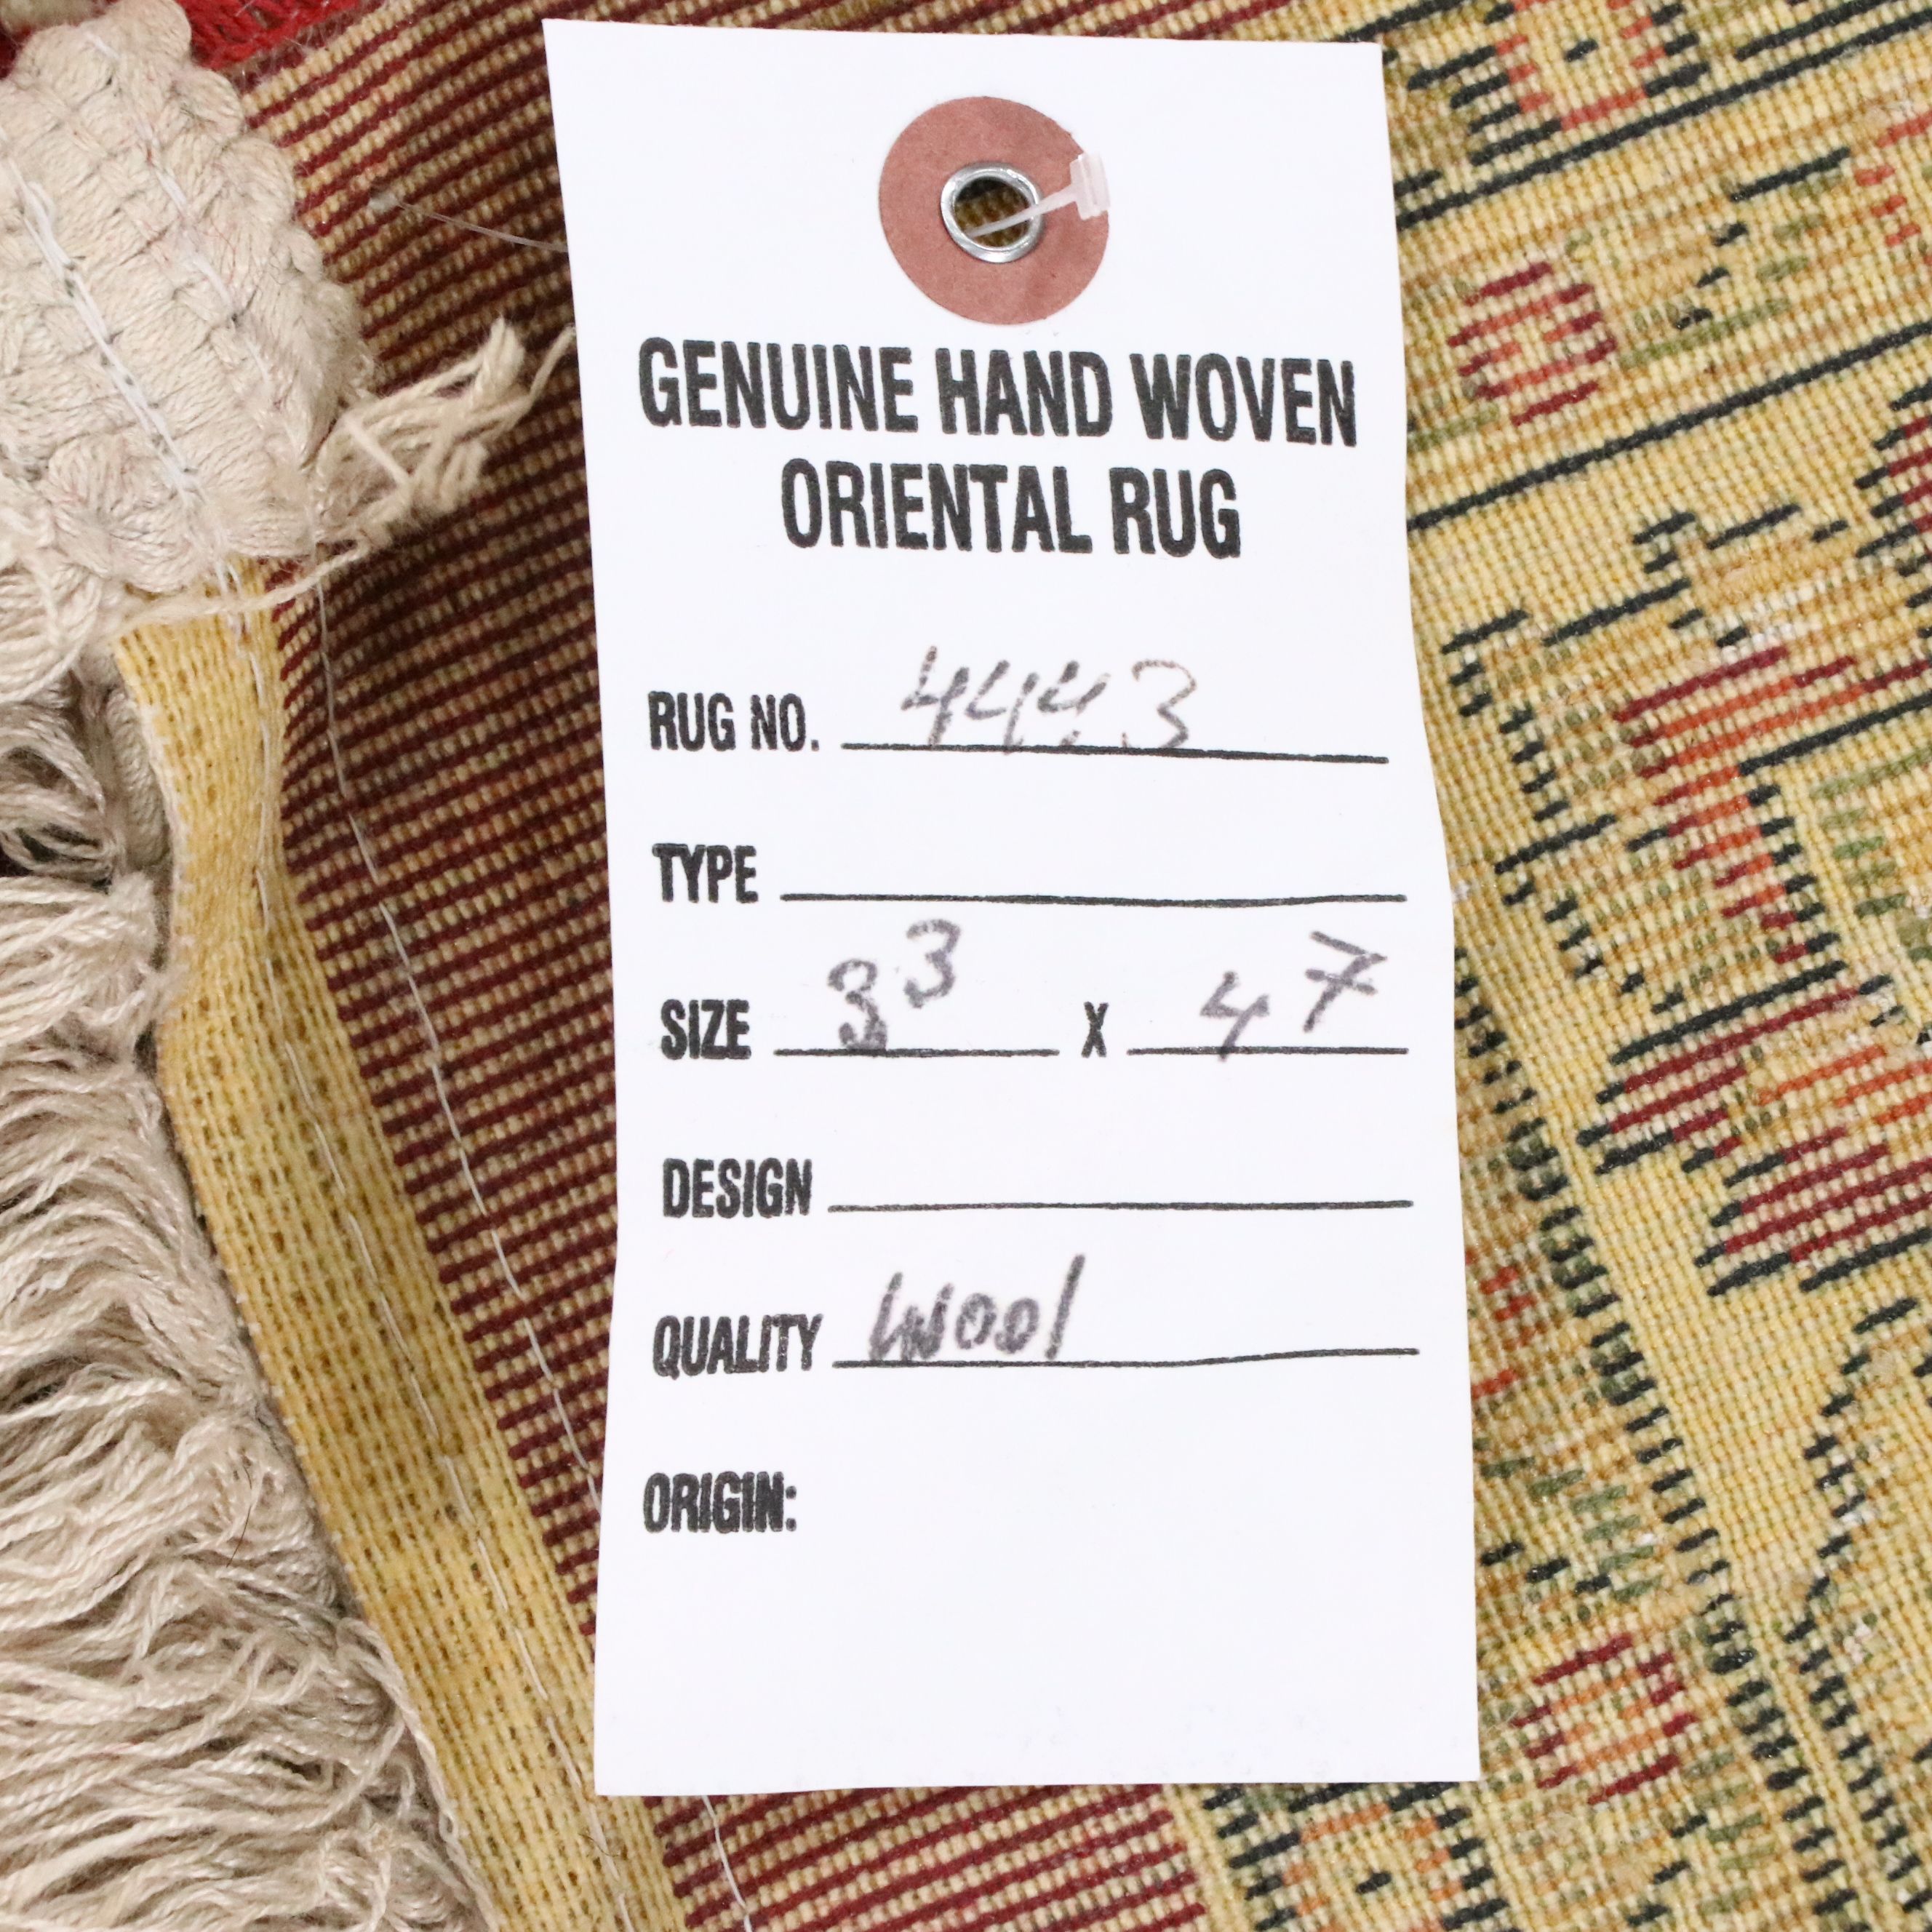 GENUINE HAND WOVEN
ORIENTAL RUG
RUG NO. 4443
TYPE
SIZE 3³ X 4⁷
DESIGN
QUALITY Wool
ORIGIN: